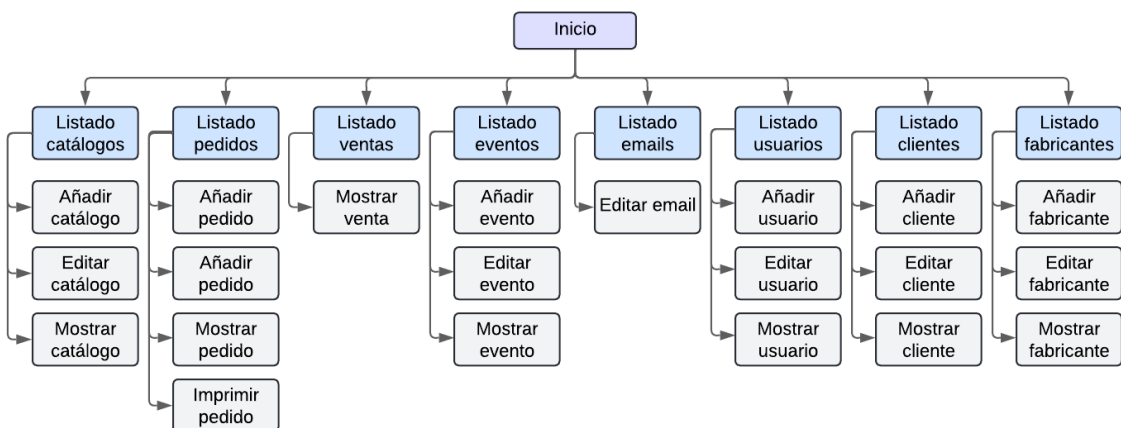 Inicio
Listado
catálogos
Listado
pedidos
Listado
ventas
Listado
eventos
Listado
emails
Listado
usuarios
Listado
clientes
Listado
fabricantes
Añadir
catálogo
Añadir
pedido
Mostrar
venta
Añadir
evento
Editar email
Añadir
usuario
Añadir
cliente
Añadir
fabricante
Editar
catálogo
Añadir
pedido
Editar
evento
Editar
usuario
Editar
cliente
Editar
fabricante
Mostrar
catálogo
Mostrar
pedido
Mostrar
evento
Mostrar
usuario
Mostrar
cliente
Mostrar
fabricante
Imprimir
pedido